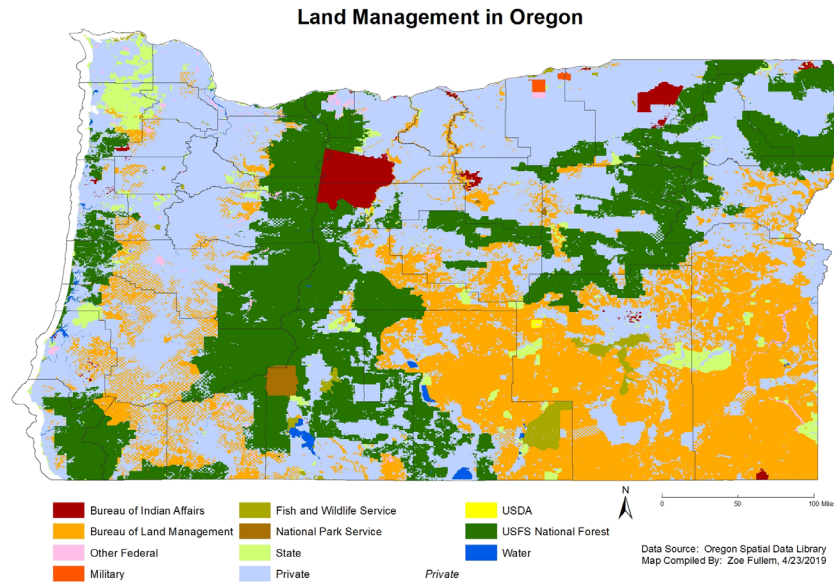 Land Management in Oregon
Bureau of Indian Affairs
Bureau of Land Management
Other Federal
Military
Fish and Wildlife Service
National Park Service
State
Private
USDA
USFS National Forest
Water
Private
N
0 50 100 Miles
Data Source: Oregon Spatial Data Library
Map Compiled By: Zoe Fullem, 4/23/2019